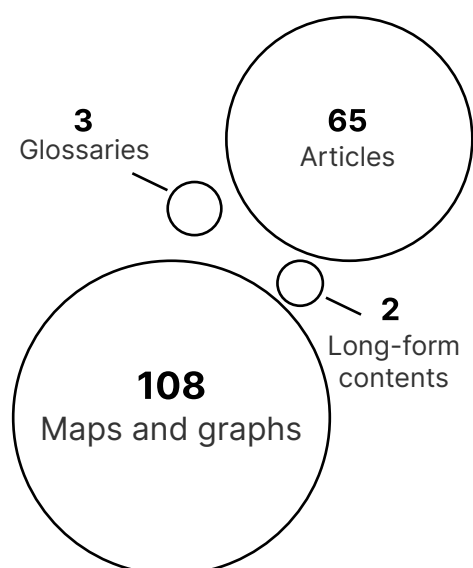 65
Articles
3
Glossaries
2
Long-form
contents
108
Maps and graphs